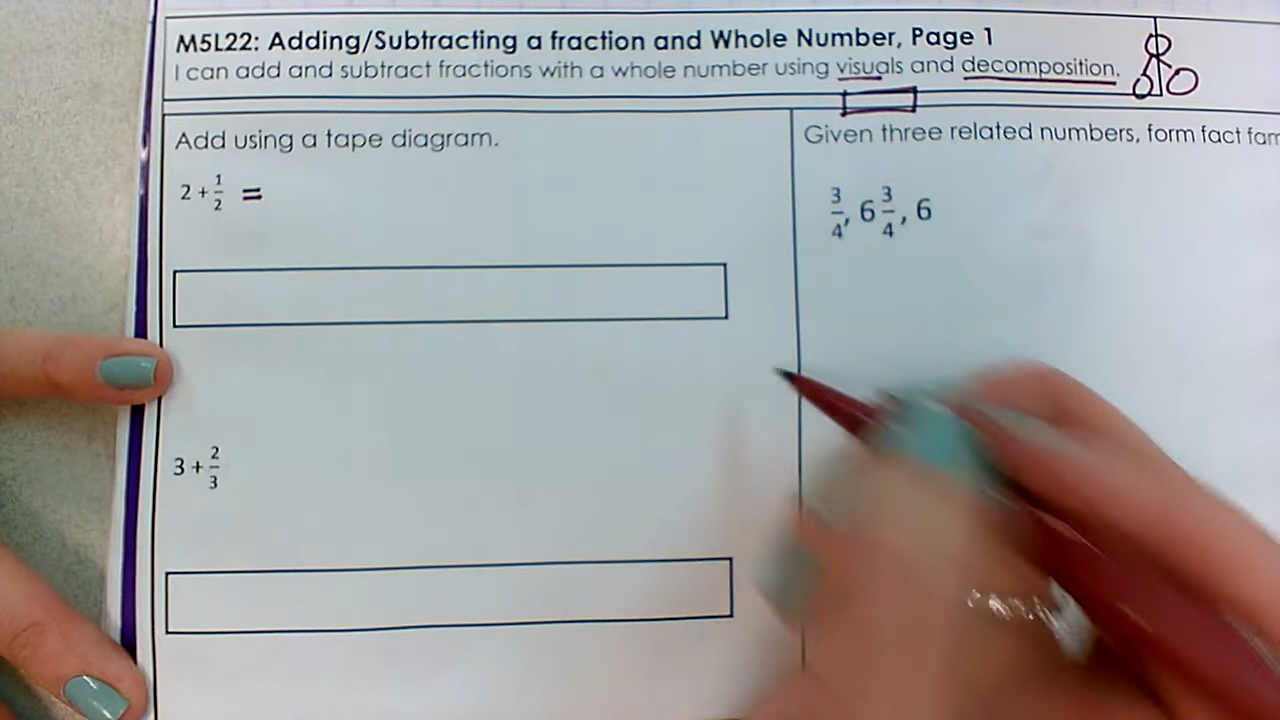 M5L22: Adding/Subtracting a fraction and Whole Number, Page 1
I can add and subtract fractions with a whole number using visuals and decomposition.
Add using a tape diagram.
2 + 1/2 =
3 + 2/3
Given three related numbers, form fact
3/4, 6 3/4, 6